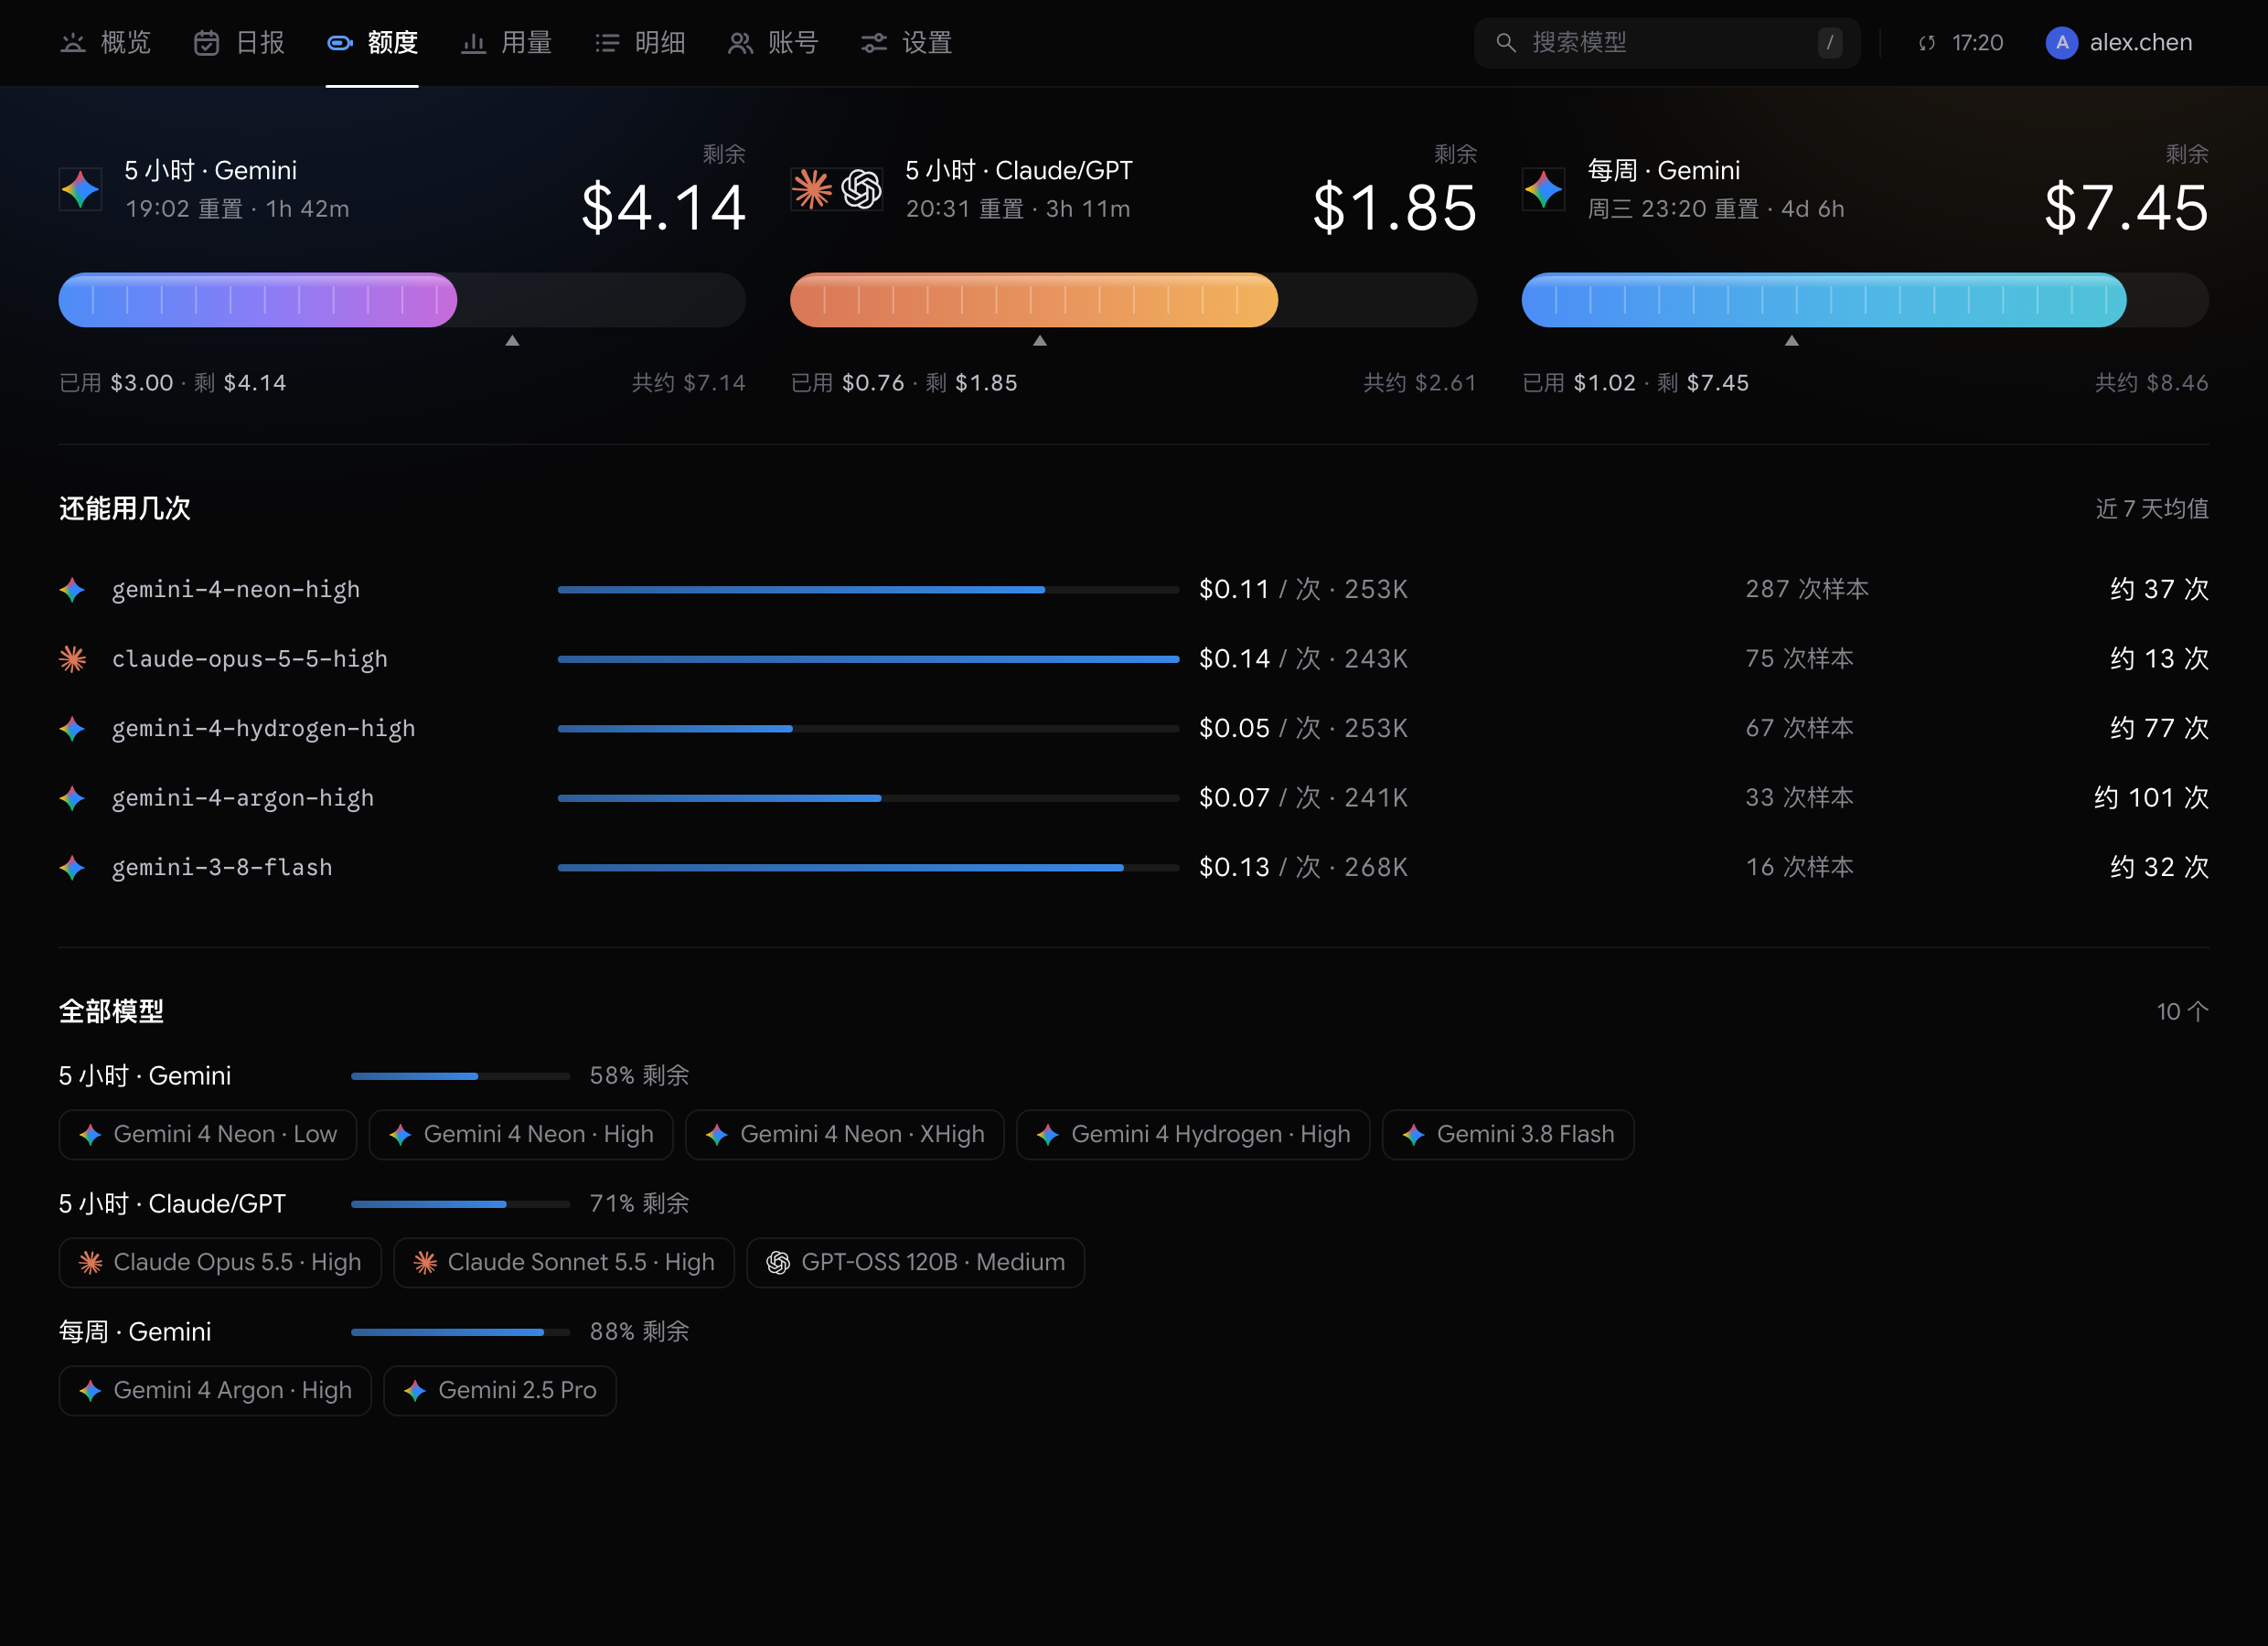 概览 日报 额度 用量 明细 账号 设置 搜索模型 / 17:20 A alex.chen
5 小时 · Gemini
19:02 重置 · 1h 42m
剩余
$4.14
已用 $3.00 · 剩 $4.14 共约 $7.14
5 小时 · Claude/GPT
20:31 重置 · 3h 11m
剩余
$1.85
已用 $0.76 · 剩 $1.85 共约 $2.61
每周 · Gemini
周三 23:20 重置 · 4d 6h
剩余
$7.45
已用 $1.02 · 剩 $7.45 共约 $8.46
还能用几次 近 7 天均值
gemini-4-neon-high $0.11 / 次 · 253K 287 次样本 约 37 次
claude-opus-5-5-high $0.14 / 次 · 243K 75 次样本 约 13 次
gemini-4-hydrogen-high $0.05 / 次 · 253K 67 次样本 约 77 次
gemini-4-argon-high $0.07 / 次 · 241K 33 次样本 约 101 次
gemini-3-8-flash $0.13 / 次 · 268K 16 次样本 约 32 次
全部模型 10 个
5 小时 · Gemini 58% 剩余
Gemini 4 Neon · Low Gemini 4 Neon · High Gemini 4 Neon · XHigh Gemini 4 Hydrogen · High Gemini 3.8 Flash
5 小时 · Claude/GPT 71% 剩余
Claude Opus 5.5 · High Claude Sonnet 5.5 · High GPT-OSS 120B · Medium
每周 · Gemini 88% 剩余
Gemini 4 Argon · High Gemini 2.5 Pro